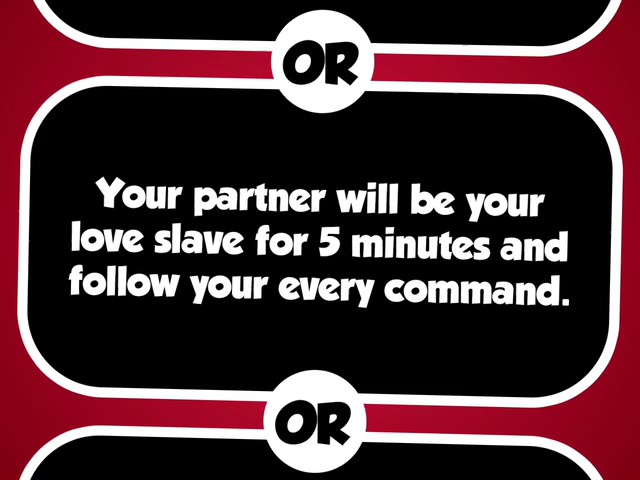 OR
Your partner will be your
love slave for 5 minutes and
follow your every command.
OR